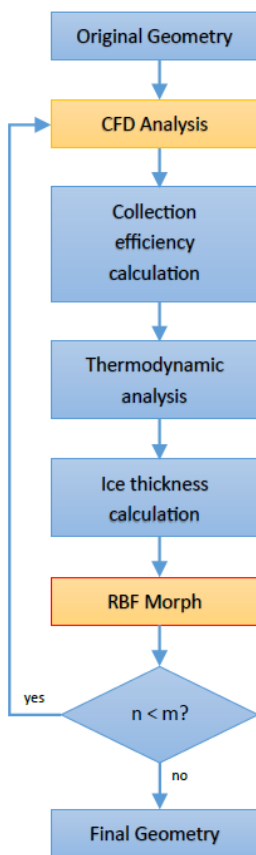 Original Geometry
CFD Analysis
Collection
efficiency
calculation
Thermodynamic
analysis
Ice thickness
calculation
RBF Morph
yes
n < m?
no
Final Geometry